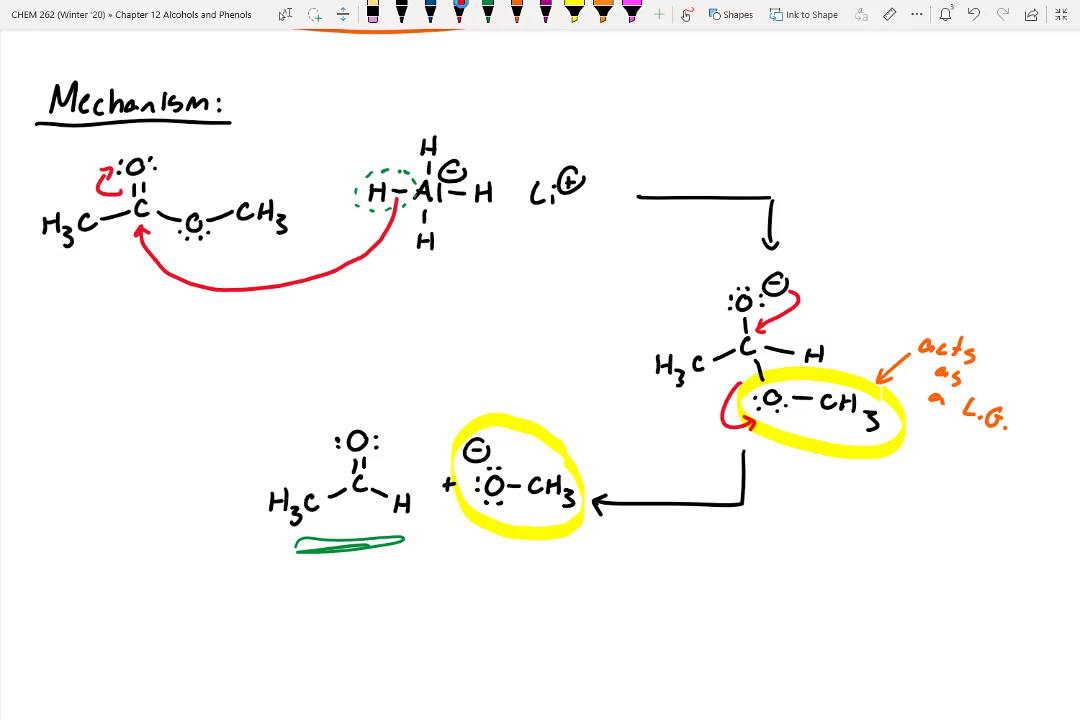 CHEM 262 (Winter '20) » Chapter 12 Alcohols and Phenols
Shapes
Ink to Shape
3
Mechanism:
:O:
H
⊖
H3C C O CH3
H–Al–H Li⊕
H
:O: ⊖
H3C C H
:O:–CH3
acts
as
a L.G.
:O:
H3C C H
+
⊖
:O–CH3